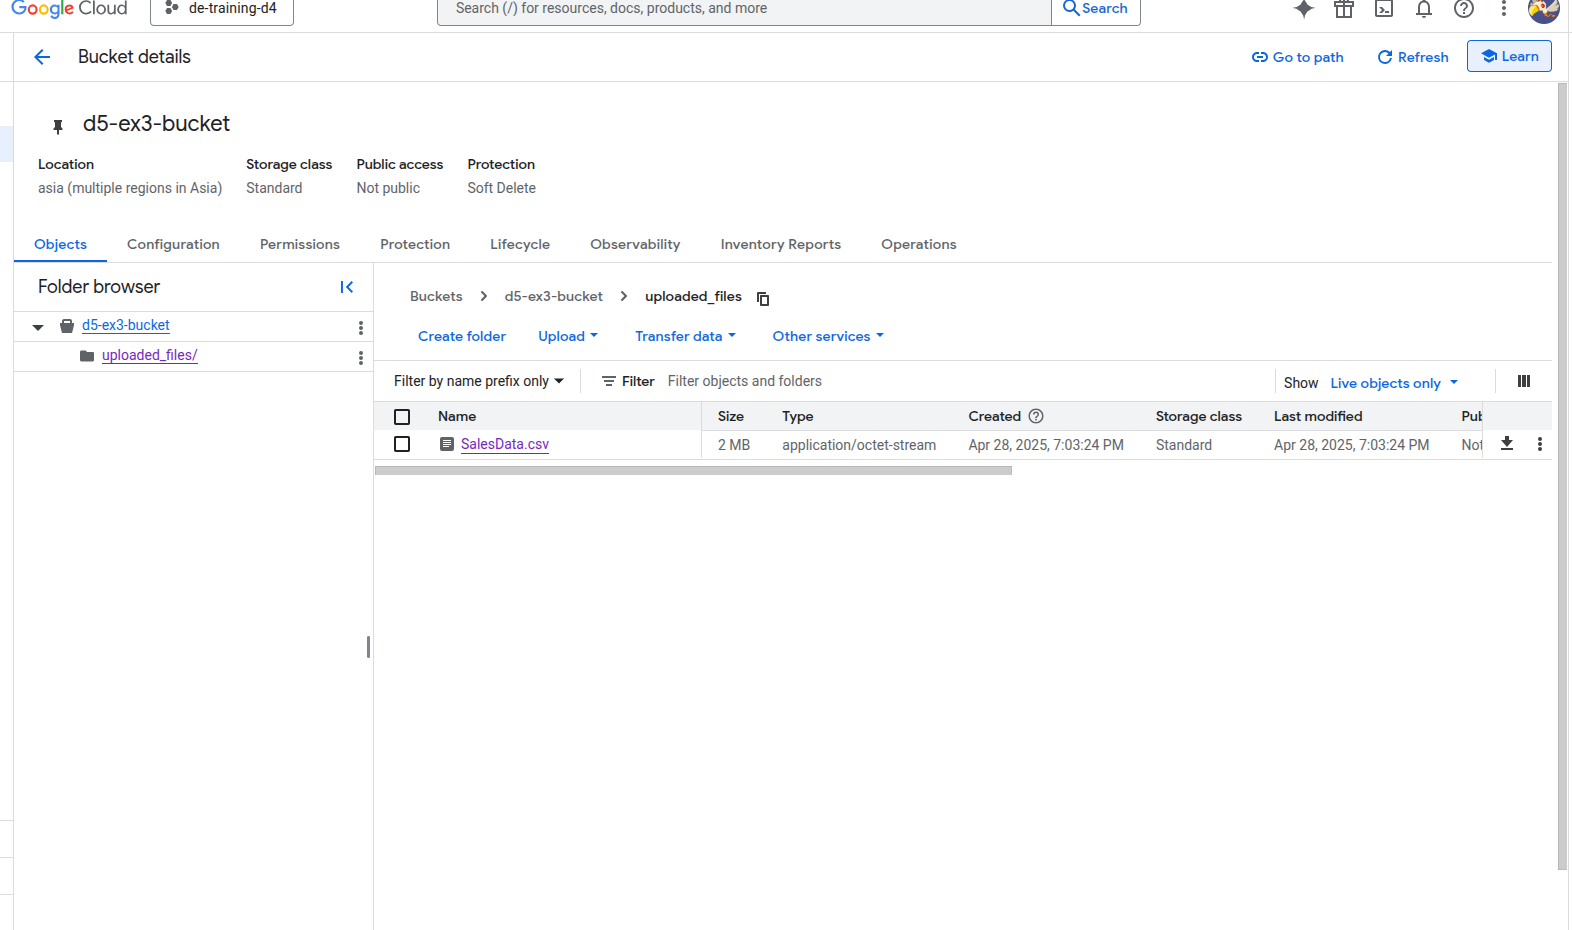 Google Cloud
de-training-d4
Search (/) for resources, docs, products, and more
Search
Bucket details
Go to path
Refresh
Learn
d5-ex3-bucket
Location Storage class Public access Protection
asia (multiple regions in Asia) Standard Not public Soft Delete
Objects Configuration Permissions Protection Lifecycle Observability Inventory Reports Operations
Folder browser
d5-ex3-bucket
uploaded_files/
Buckets d5-ex3-bucket uploaded_files
Create folder Upload Transfer data Other services
Filter by name prefix only Filter Filter objects and folders Show Live objects only
Name Size Type Created Storage class Last modified Pub
SalesData.csv 2 MB application/octet-stream Apr 28, 2025, 7:03:24 PM Standard Apr 28, 2025, 7:03:24 PM Not